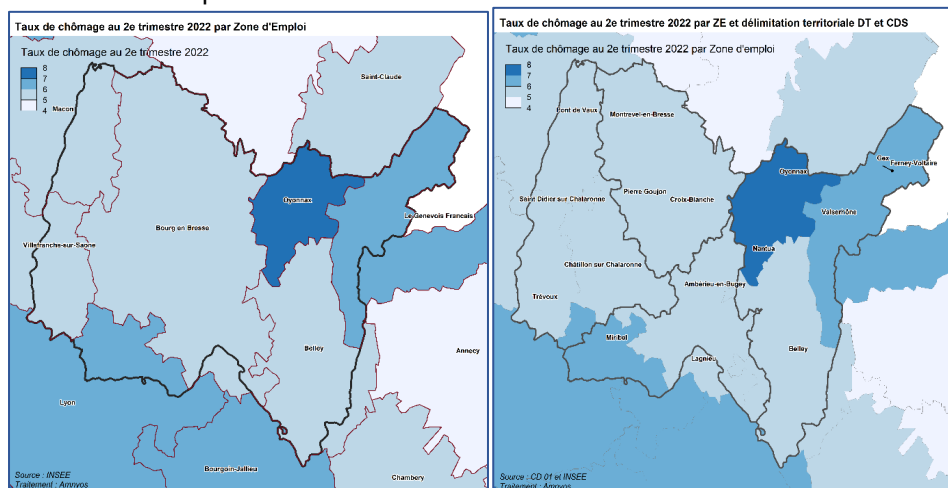 Taux de chômage au 2e trimestre 2022 par Zone d'Emploi
Taux de chômage au 2e trimestre 2022
8
7
6
5
4
Saint-Claude
Macon
Oyonnax
Le Genevois Français
Bourg en Bresse
Villefranche-sur-Saône
Belley
Annecy
Lyon
Bourgoin-Jallieu
Chambery
Source : INSEE
Traitement : Amnyos
Taux de chômage au 2e trimestre 2022 par ZE et délimitation territoriale DT et CDS
Taux de chômage au 2e trimestre 2022 par Zone d'emploi
8
7
6
5
4
Pont de Vaux
Montrevel-en-Bresse
Gex
Ferney-Voltaire
Oyonnax
Pierre Goujon
Saint Didier sur Chalaronne
Croix-Blanche
Valserhône
Nantua
Châtillon sur Chalaronne
Ambérieu-en-Bugey
Trévoux
Miribel
Belley
Lagnieu
Source : CD 01 et INSEE
Traitement : Amnyos